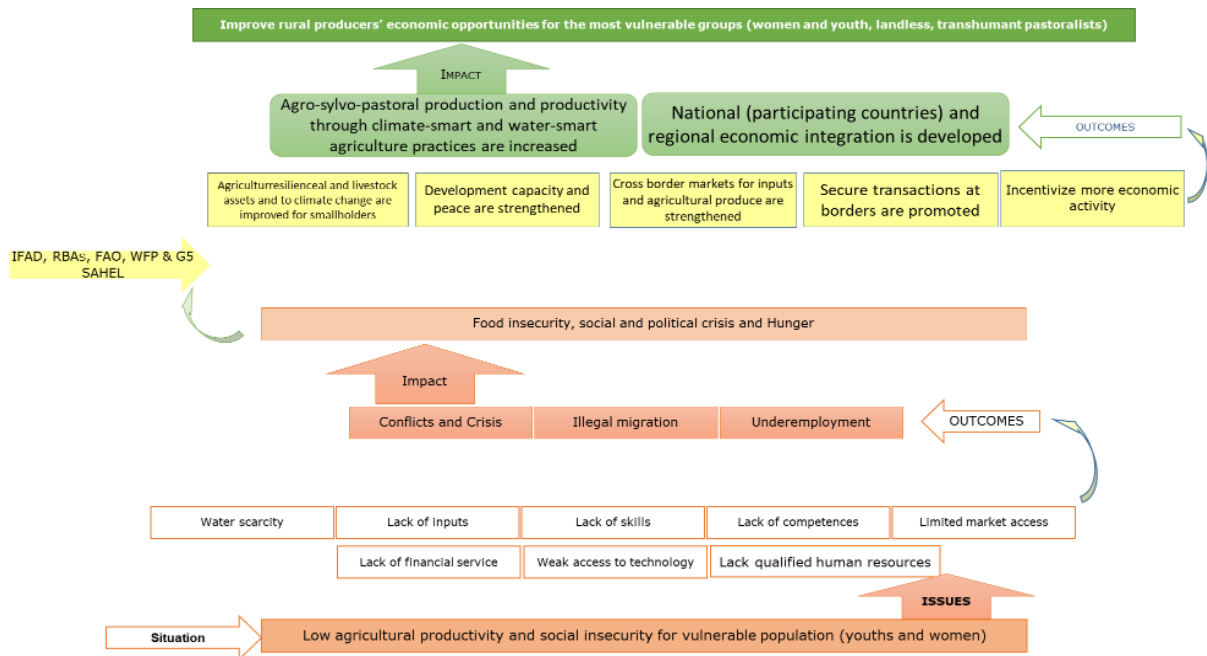 Improve rural producers' economic opportunities for the most vulnerable groups (women and youth, landless, transhumant pastoralists)
IMPACT
Agro-sylvo-pastoral production and productivity
through climate-smart and water-smart
agriculture practices are increased
National (participating countries) and
regional economic integration is developed
OUTCOMES
Agriculturresilienceal and livestock
assets and to climate change are
improved for smallholders
Development capacity and
peace are strengthened
Cross border markets for inputs
and agricultural produce are
strengthened
Secure transactions at
borders are promoted
Incentivize more economic
activity
IFAD, RBAs, FAO, WFP & G5
SAHEL
Food insecurity, social and political crisis and Hunger
Impact
Conflicts and Crisis
Illegal migration
Underemployment
OUTCOMES
Water scarcity
Lack of inputs
Lack of skills
Lack of competences
Limited market access
Lack of financial service
Weak access to technology
Lack qualified human resources
ISSUES
Situation
Low agricultural productivity and social insecurity for vulnerable population (youths and women)